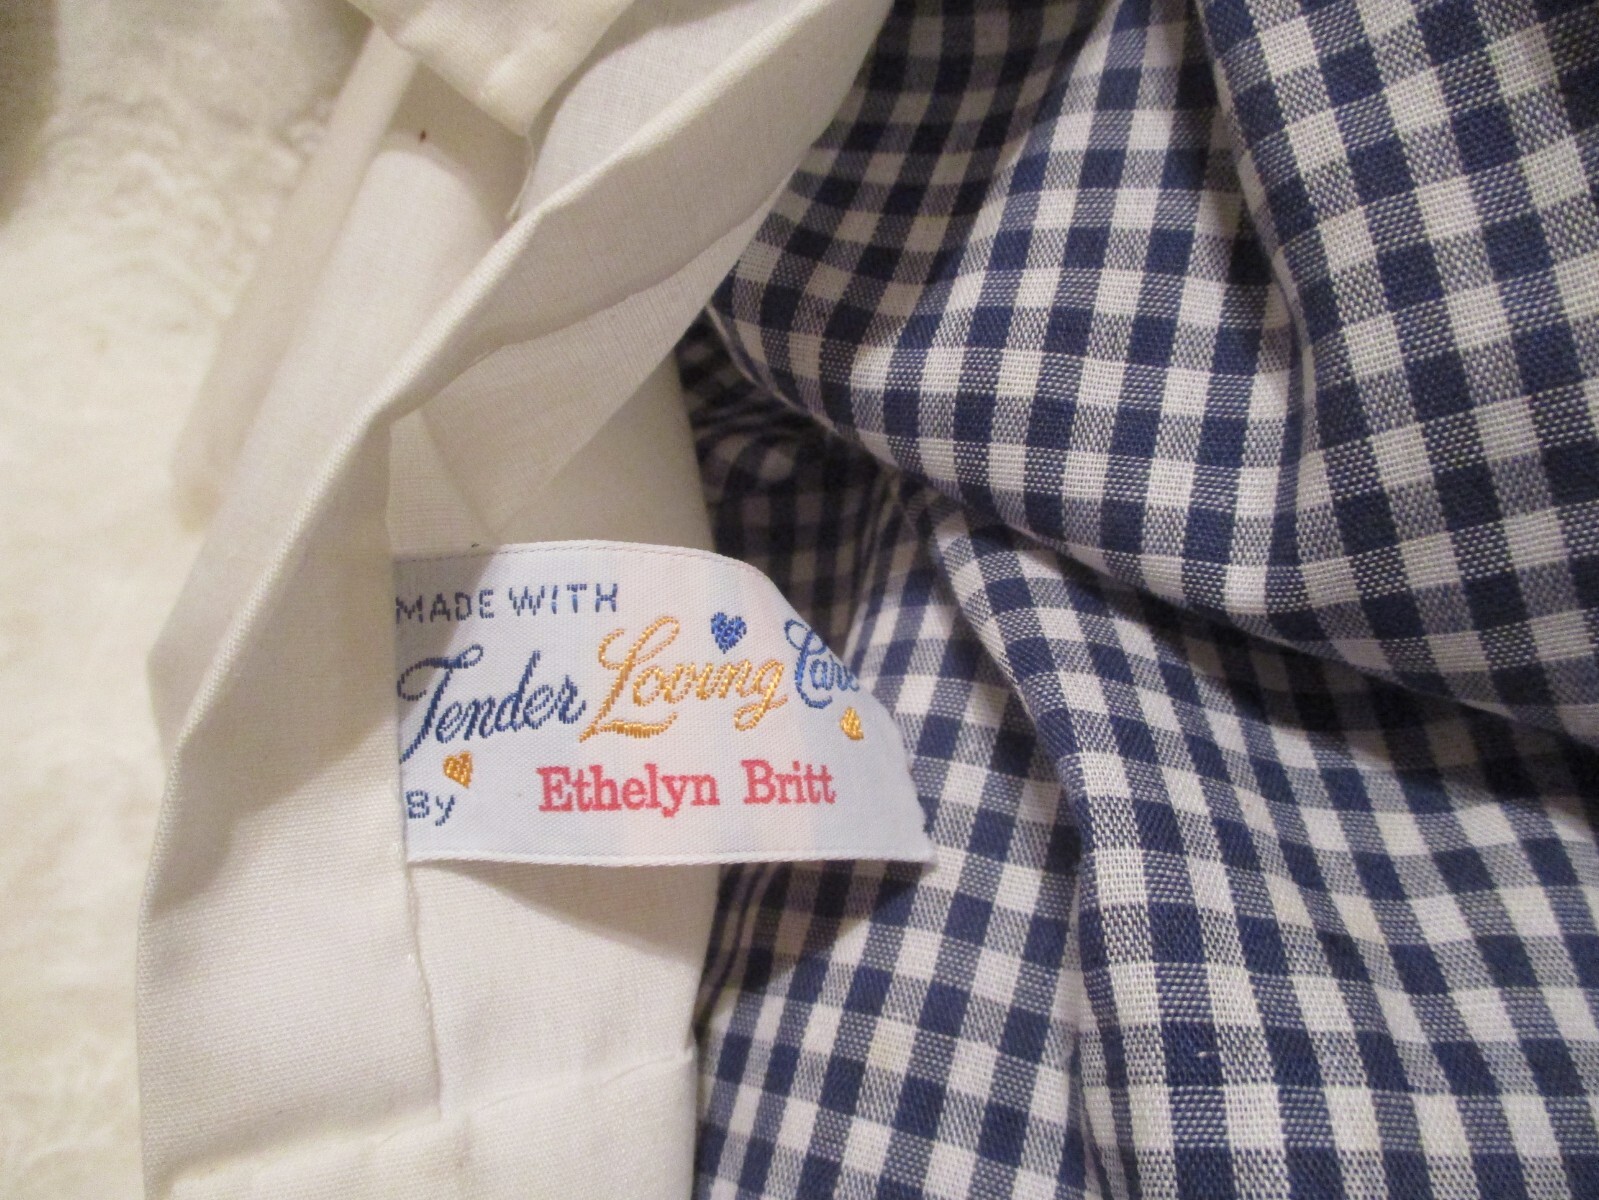 MADE WITH
Tender Loving Care
By Ethelyn Britt